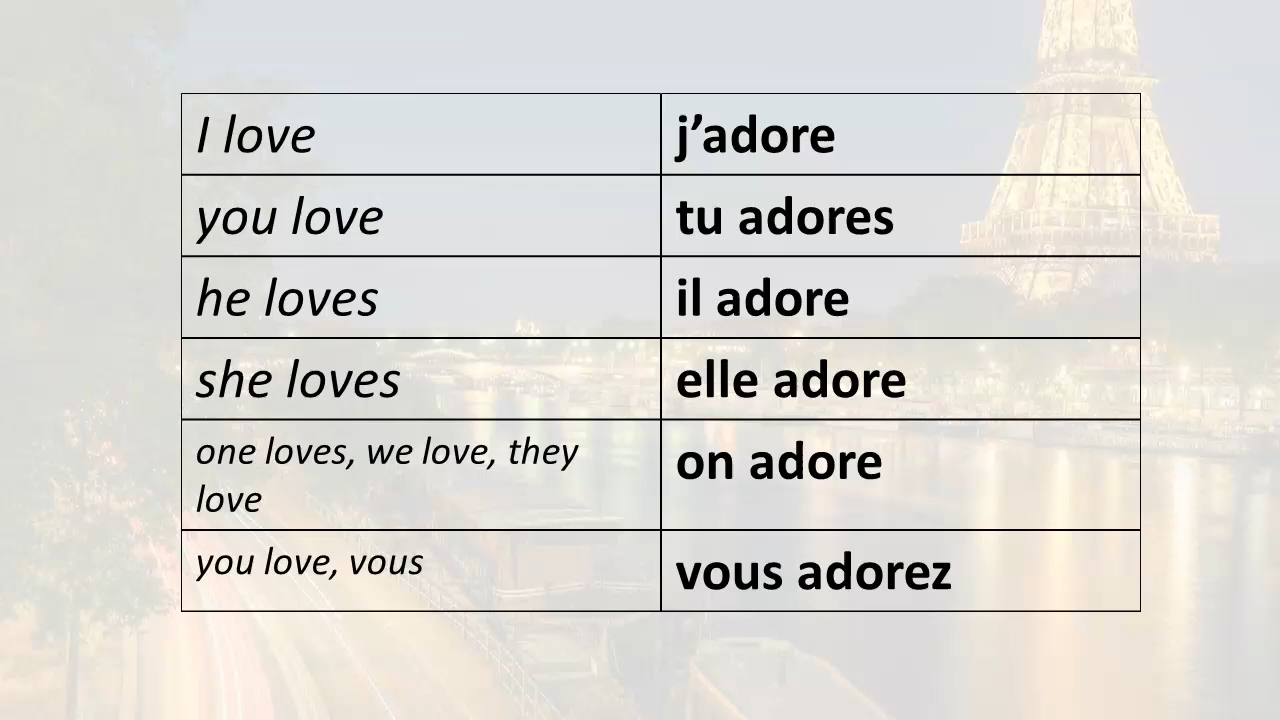 I love
j’adore
you love
tu adores
he loves
il adore
she loves
elle adore
one loves, we love, they
love
on adore
you love, vous
vous adorez